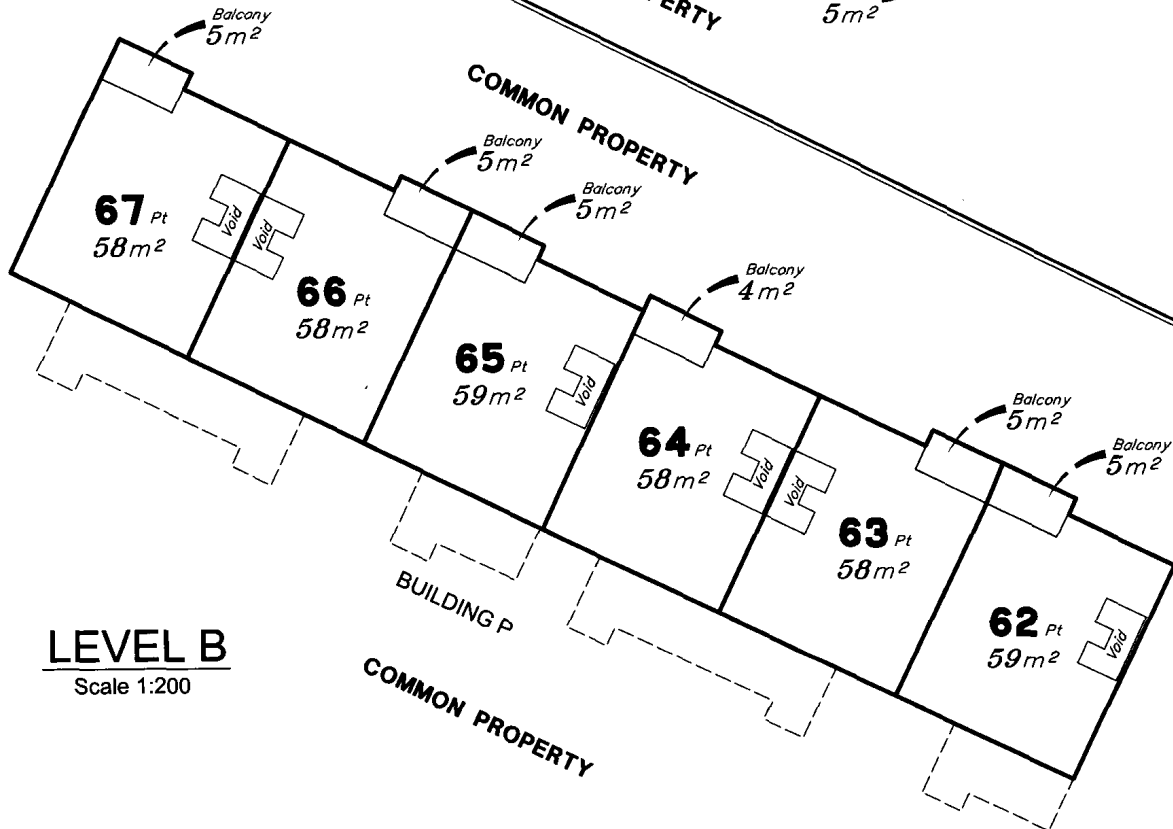 Balcony
5m²
PERTY
5m²
COMMON PROPERTY
Balcony
5m²
Balcony
5m²
67 Pt
58m²
Void
Void
66 Pt
58m²
Balcony
4m²
65 Pt
59m²
Void
64 Pt
58m²
Void
Void
Balcony
5m²
Balcony
5m²
63 Pt
58m²
62 Pt
59m²
Void
BUILDING P
LEVEL B
Scale 1:200
COMMON PROPERTY